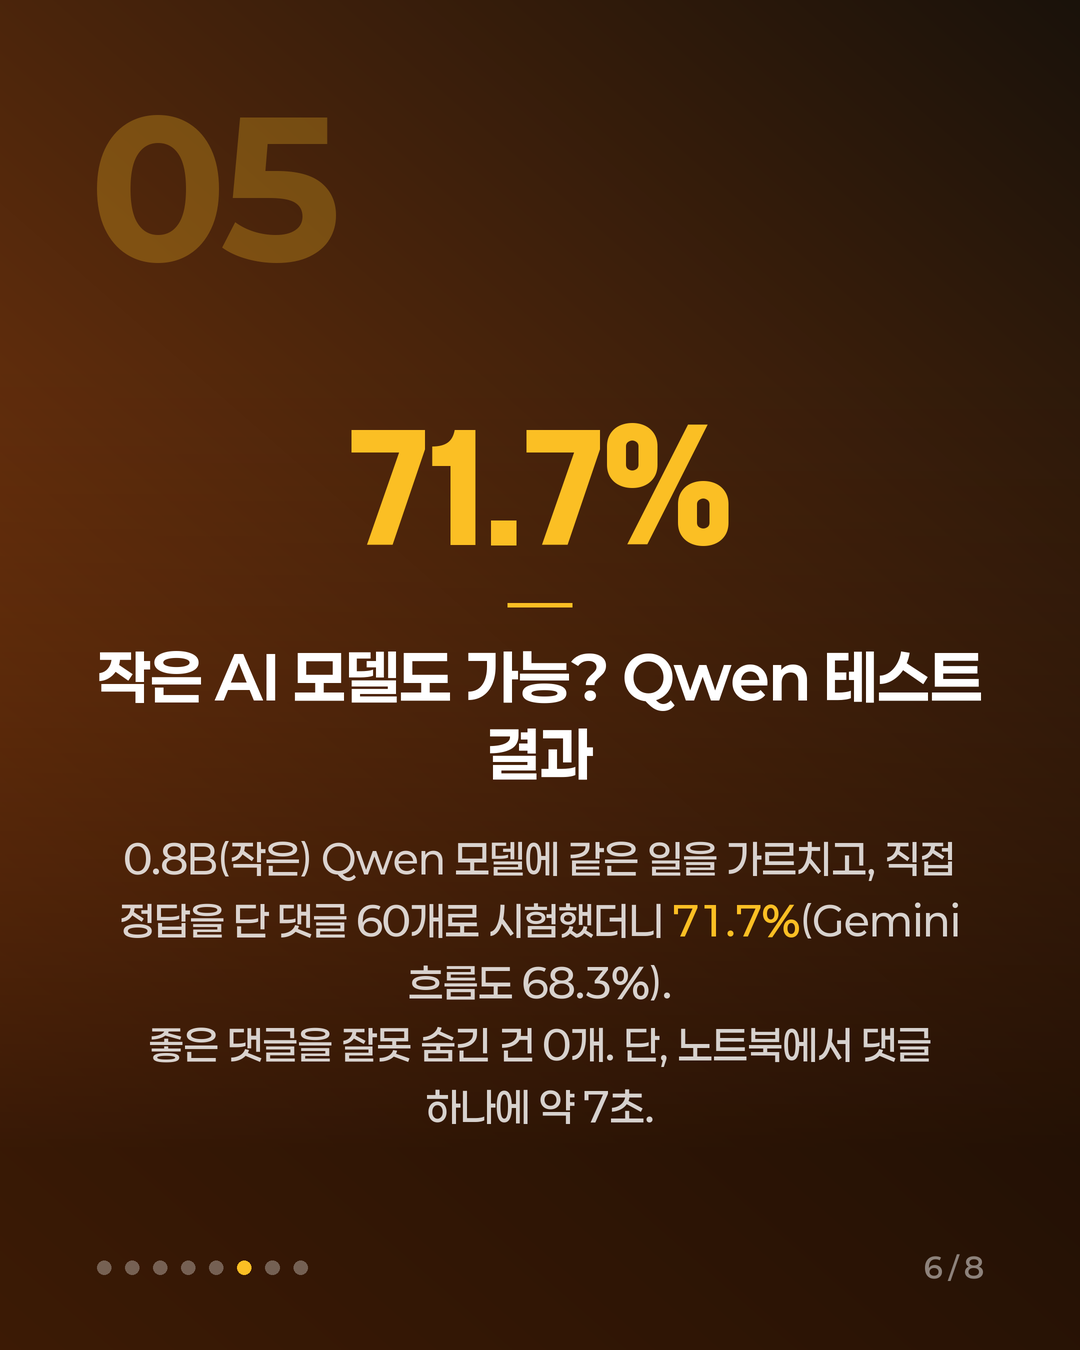 05
71.7%
작은 AI 모델도 가능? Qwen 테스트
결과
0.8B(작은) Qwen 모델에 같은 일을 가르치고, 직접
정답을 단 댓글 60개로 시험했더니 71.7%(Gemini
흐름도 68.3%).
좋은 댓글을 잘못 숨긴 건 0개. 단, 노트북에서 댓글
하나에 약 7초.
6/8